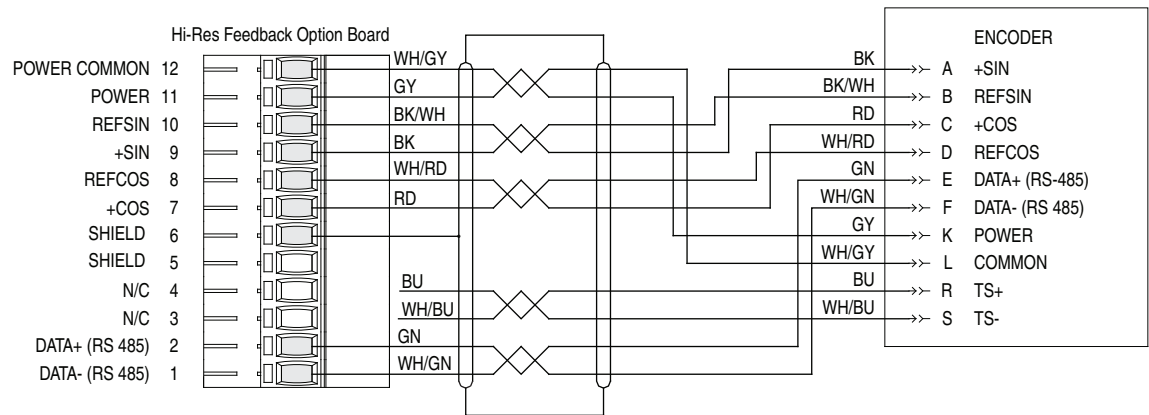 Hi-Res Feedback Option Board
POWER COMMON 12
POWER 11
REFSIN 10
+SIN 9
REFCOS 8
+COS 7
SHIELD 6
SHIELD 5
N/C 4
N/C 3
DATA+ (RS 485) 2
DATA- (RS 485) 1
WH/GY
GY
BK/WH
BK
WH/RD
RD
BU
WH/BU
GN
WH/GN
ENCODER
BK A +SIN
BK/WH B REFSIN
RD C +COS
WH/RD D REFCOS
GN E DATA+ (RS-485)
WH/GN F DATA- (RS 485)
GY K POWER
WH/GY L COMMON
BU R TS+
WH/BU S TS-